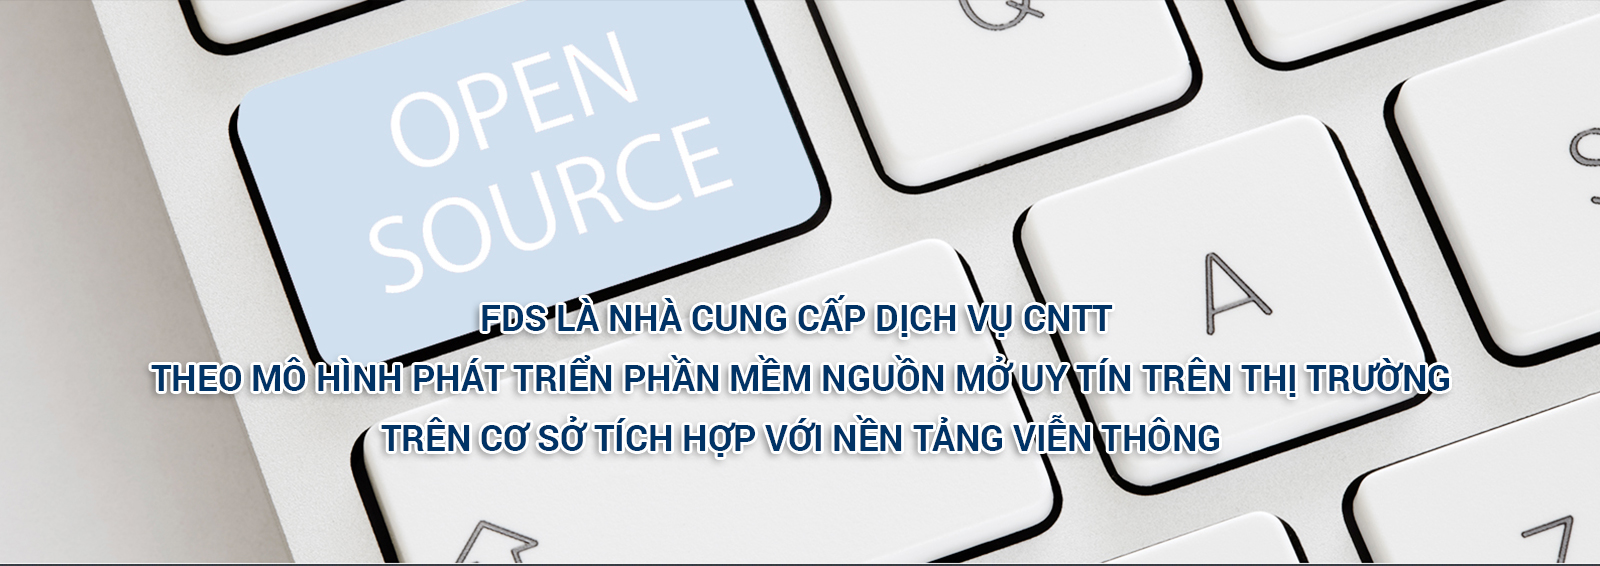 OPEN
SOURCE
Q
A
S
Z
FDS LÀ NHÀ CUNG CẤP DỊCH VỤ CNTT
THEO MÔ HÌNH PHÁT TRIỂN PHẦN MỀM NGUỒN MỞ UY TÍN TRÊN THỊ TRƯỜNG
TRÊN CƠ SỞ TÍCH HỢP VỚI NỀN TẢNG VIỄN THÔNG